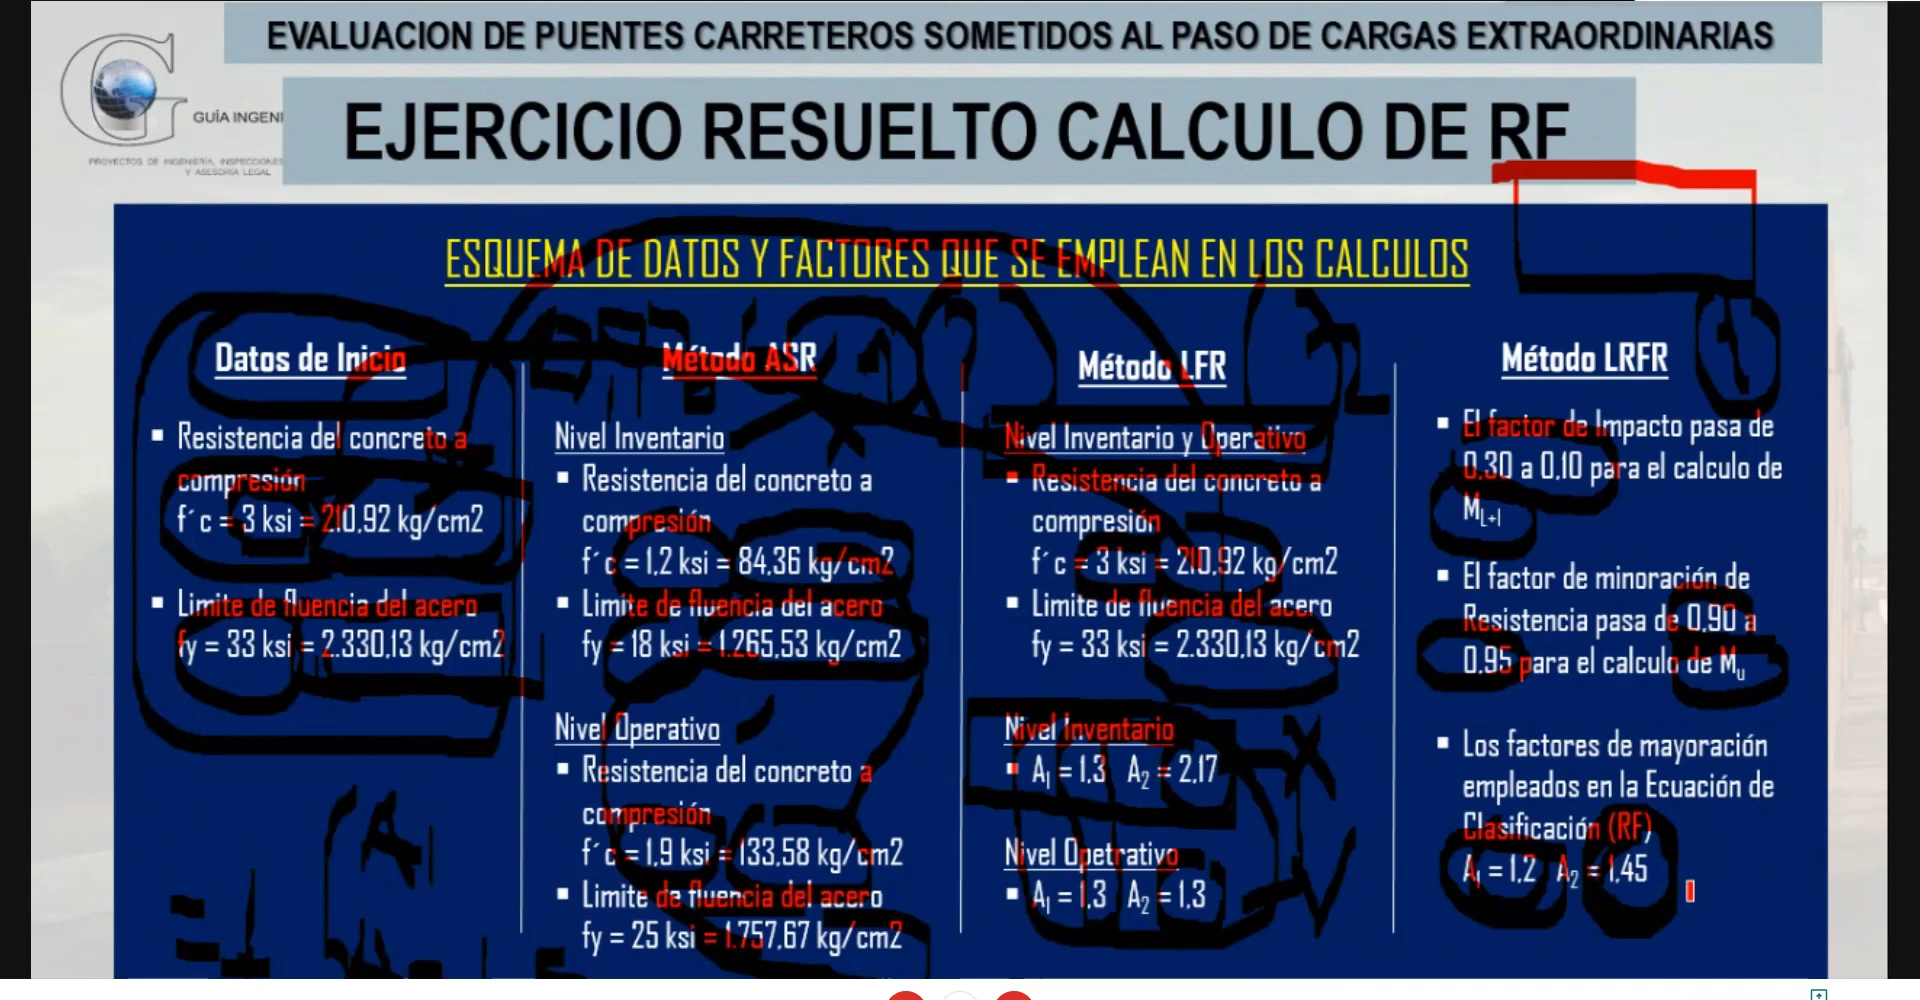 EVALUACION DE PUENTES CARRETEROS SOMETIDOS AL PASO DE CARGAS EXTRAORDINARIAS
GUÍA INGENI
PROYECTOS DE INGENIERÍA, INSPECCIONES
Y ASESORIA LEGAL
EJERCICIO RESUELTO CALCULO DE RF
ESQUEMA DE DATOS Y FACTORES QUE SE EMPLEAN EN LOS CALCULOS
Datos de Inicio
▪ Resistencia del concreto a
compresión
f´c = 3 ksi = 210,92 kg/cm2
▪ Limite de fluencia del acero
fy = 33 ksi = 2.330,13 kg/cm2
Método ASR
Nivel Inventario
▪ Resistencia del concreto a
compresión
f´c = 1,2 ksi = 84,36 kg/cm2
▪ Limite de fluencia del acero
fy = 18 ksi = 1.265,53 kg/cm2
Nivel Operativo
▪ Resistencia del concreto a
compresión
f´c = 1,9 ksi = 133,58 kg/cm2
▪ Limite de fluencia del acero
fy = 25 ksi = 1.757,67 kg/cm2
Método LFR
Nivel Inventario y Operativo
▪ Resistencia del concreto a
compresión
f´c = 3 ksi = 210,92 kg/cm2
▪ Limite de fluencia del acero
fy = 33 ksi = 2.330,13 kg/cm2
Nivel Inventario
▪ A1 = 1,3 A2 = 2,17
Nivel Opetrativo
▪ A1 = 1,3 A2 = 1,3
Método LRFR
▪ El factor de Impacto pasa de
0,30 a 0,10 para el calculo de
ML+I
▪ El factor de minoración de
Resistencia pasa de 0,90 a
0,95 para el calculo de Mu
▪ Los factores de mayoración
empleados en la Ecuación de
Clasificación (RF)
A1 = 1,2 A2 = 1,45